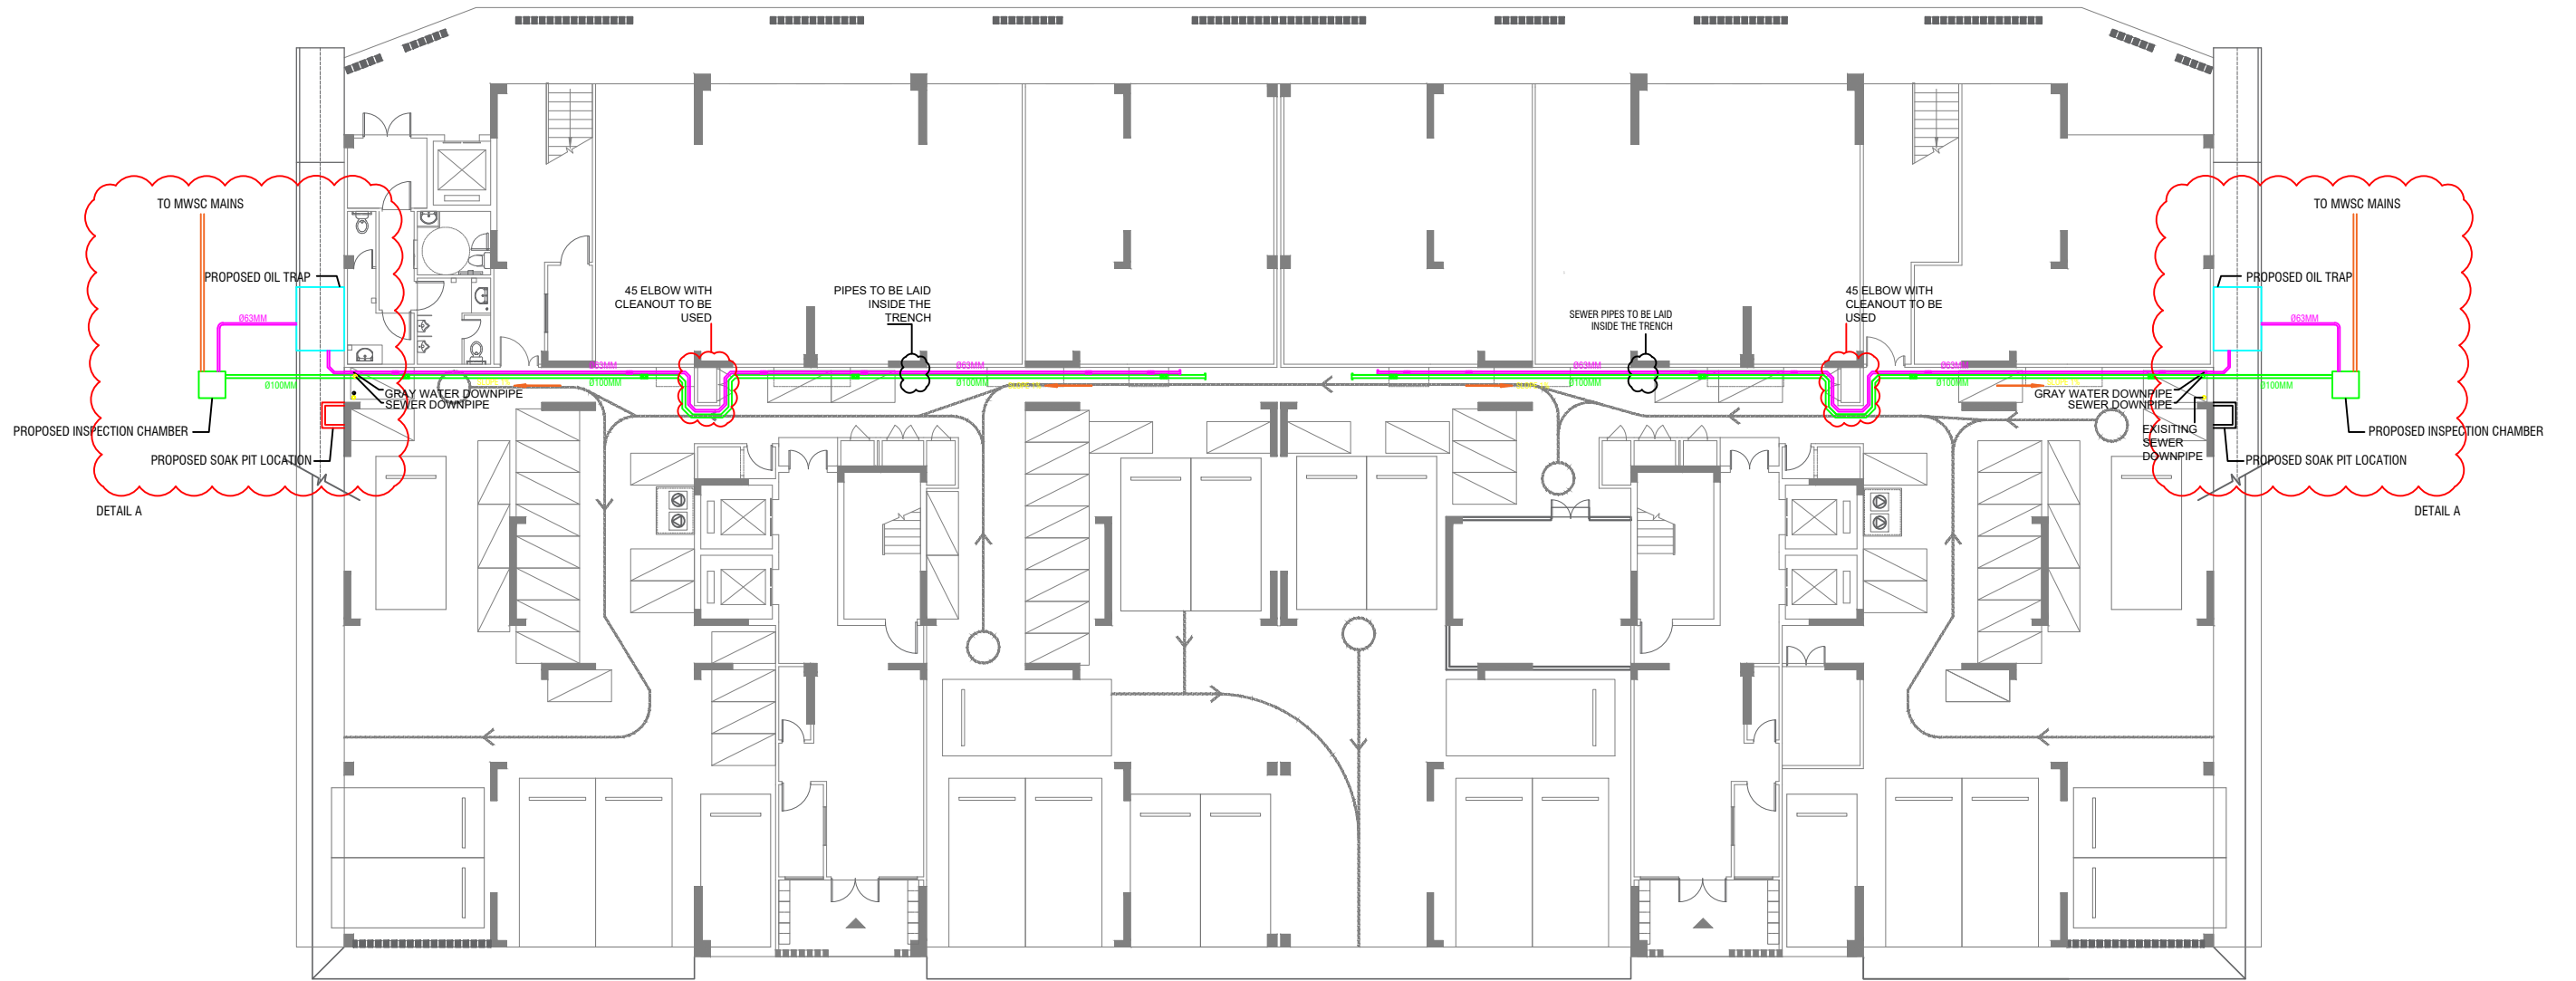 TO MWSC MAINS
PROPOSED OIL TRAP
Ø63MM
Ø100MM
GRAY WATER DOWNPIPE
SEWER DOWNPIPE
PROPOSED INSPECTION CHAMBER
PROPOSED SOAK PIT LOCATION
DETAIL A
45 ELBOW WITH
CLEANOUT TO BE
USED
PIPES TO BE LAID
INSIDE THE
TRENCH
Ø63MM
Ø100MM
Ø63MM
Ø100MM
SEWER PIPES TO BE LAID
INSIDE THE TRENCH
Ø63MM
Ø100MM
45 ELBOW WITH
CLEANOUT TO BE
USED
Ø63MM
Ø100MM
TO MWSC MAINS
PROPOSED OIL TRAP
Ø63MM
Ø100MM
GRAY WATER DOWNPIPE
SEWER DOWNPIPE
EXISITING
SEWER
DOWNPIPE
PROPOSED INSPECTION CHAMBER
PROPOSED SOAK PIT LOCATION
DETAIL A